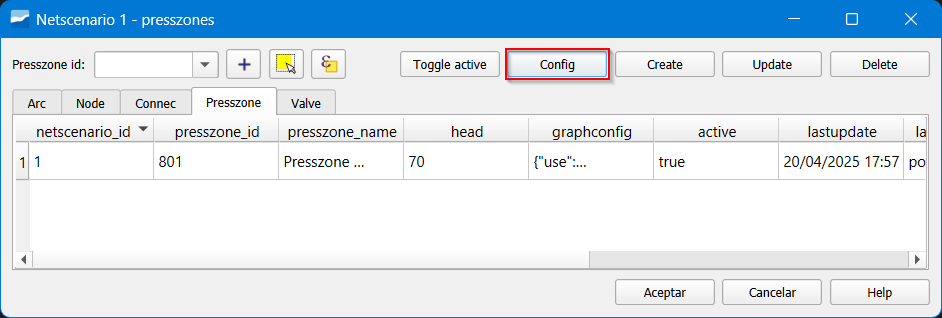 Netscenario 1 - presszones
Presszone id: Toggle active Config Create Update Delete
Arc Node Connec Presszone Valve
netscenario_id presszone_id presszone_name head graphconfig active lastupdate la
1 1 801 Presszone ... 70 {"use":... true 20/04/2025 17:57 po
Aceptar Cancelar Help